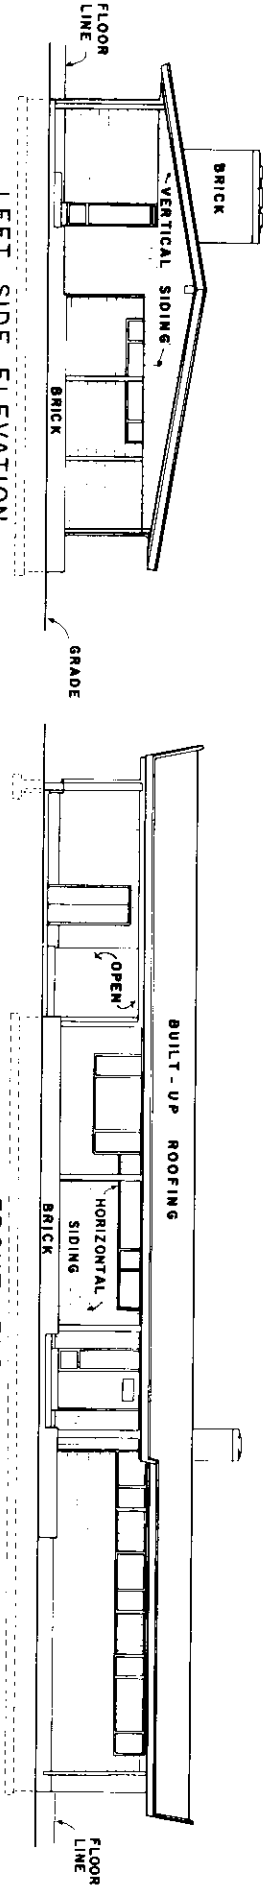 FLOOR
LINE
BRICK
VERTICAL SIDING
BRICK
GRADE
LEFT SIDE ELEVATION
BUILT-UP ROOFING
OPEN
HORIZONTAL
SIDING
BRICK
FLOOR
LINE